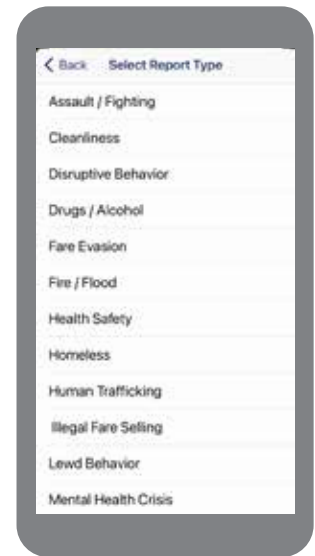 Back Select Report Type
Assault / Fighting
Cleanliness
Disruptive Behavior
Drugs / Alcohol
Fare Evasion
Fire / Flood
Health Safety
Homeless
Human Trafficking
Illegal Fare Selling
Lewd Behavior
Mental Health Crisis